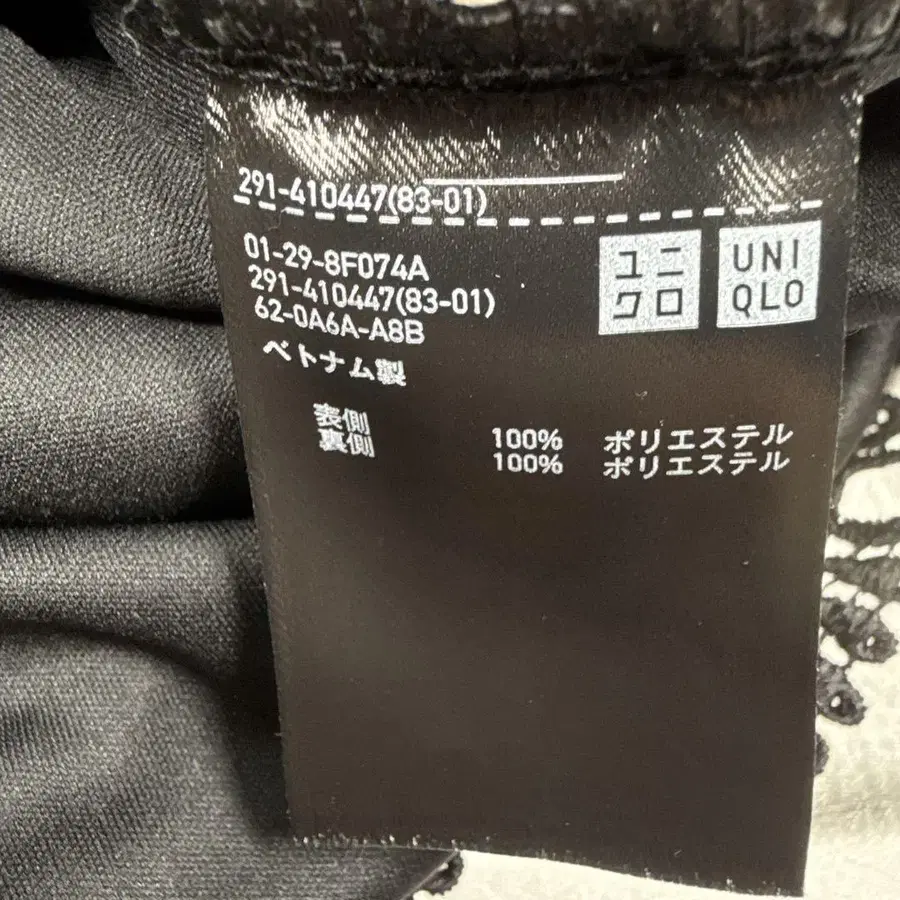 291-410447(83-01)
01-29-8F074A
291-410447(83-01)
62-0A6A-A8B
ベトナム製
ユニ
クロ
UNI
QLO
表側 100% ポリエステル
裏側 100% ポリエステル